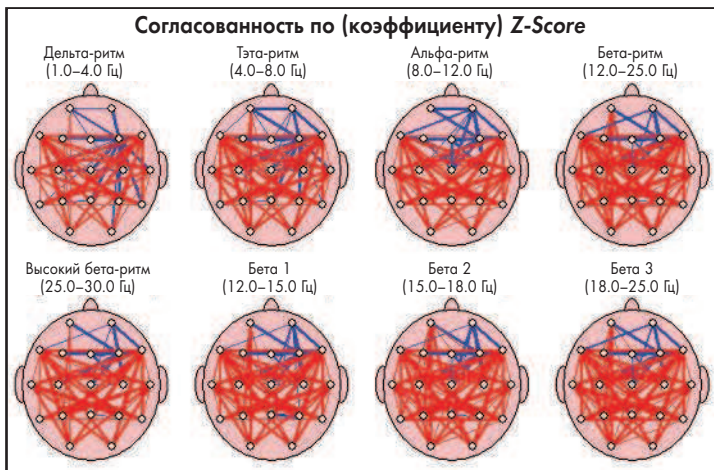 Согласованность по (коэффициенту) Z-Score
Дельта-ритм
(1.0–4.0 Гц)
Тэта-ритм
(4.0–8.0 Гц)
Альфа-ритм
(8.0–12.0 Гц)
Бета-ритм
(12.0–25.0 Гц)
Высокий бета-ритм
(25.0–30.0 Гц)
Бета 1
(12.0–15.0 Гц)
Бета 2
(15.0–18.0 Гц)
Бета 3
(18.0–25.0 Гц)